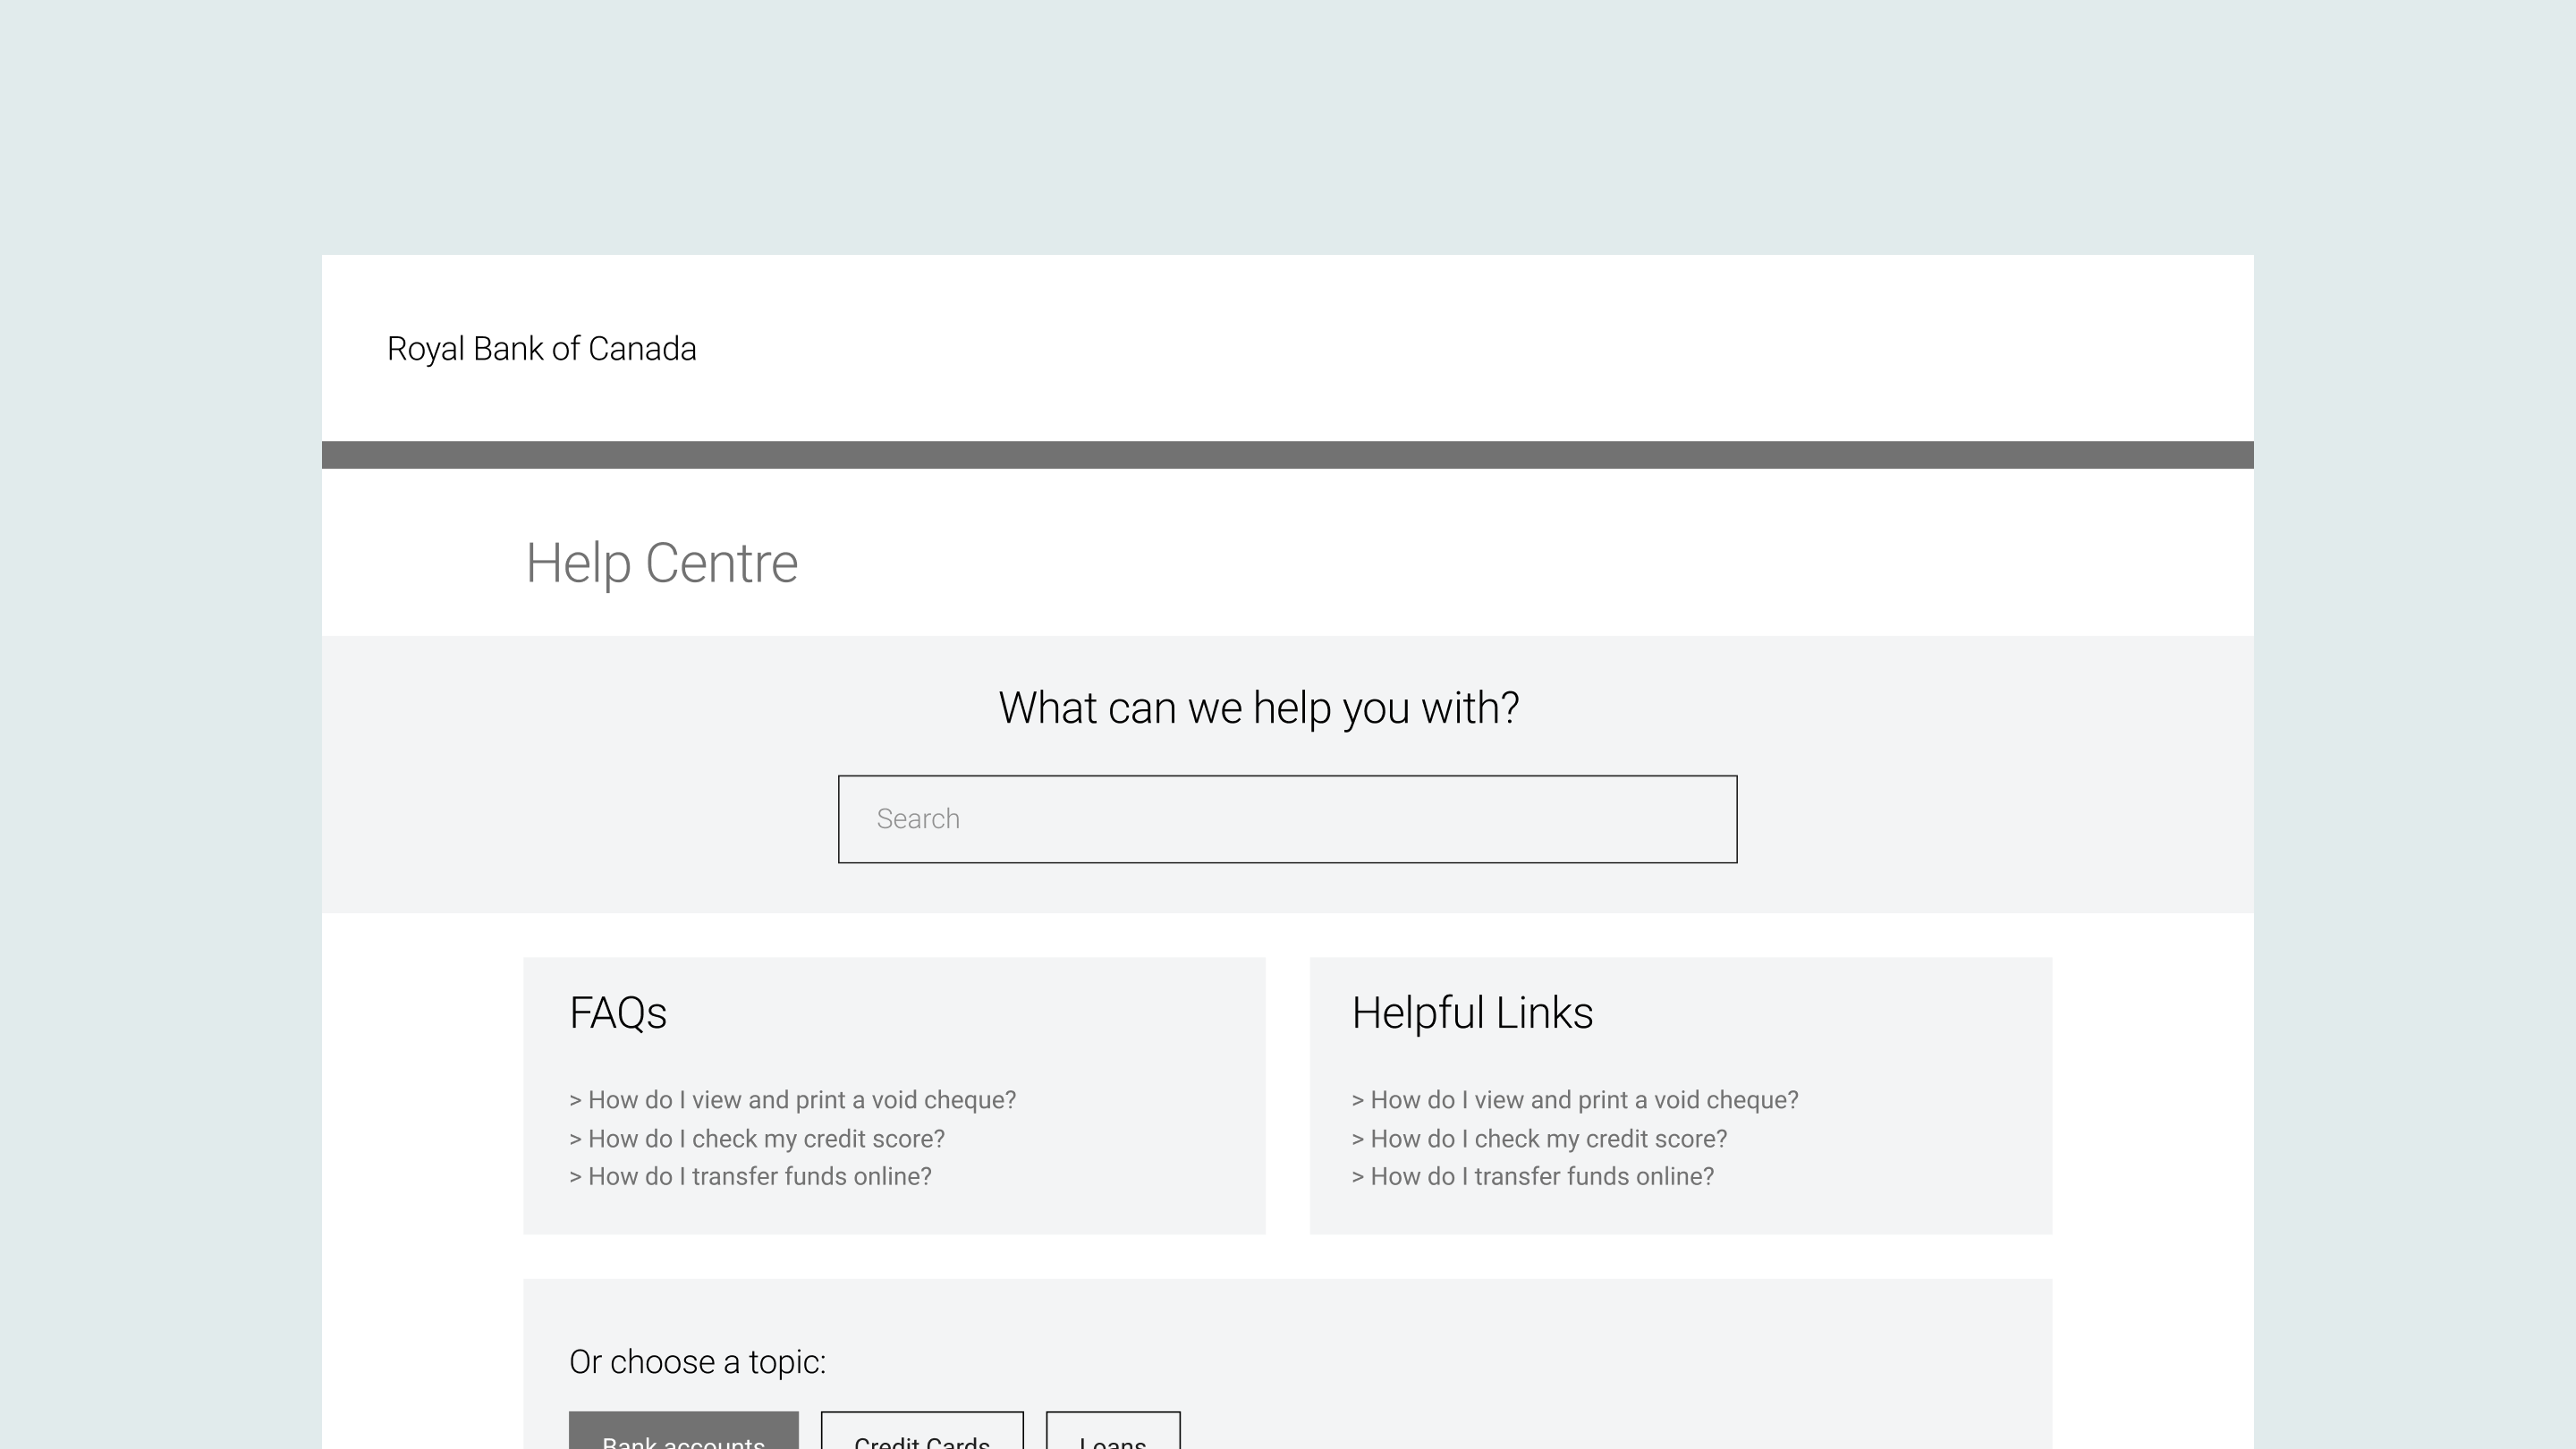 Royal Bank of Canada
Help Centre
What can we help you with?
Search
FAQs
> How do I view and print a void cheque?
> How do I check my credit score?
> How do I transfer funds online?
Helpful Links
> How do I view and print a void cheque?
> How do I check my credit score?
> How do I transfer funds online?
Or choose a topic:
Bank accounts
Credit Cards
Loans